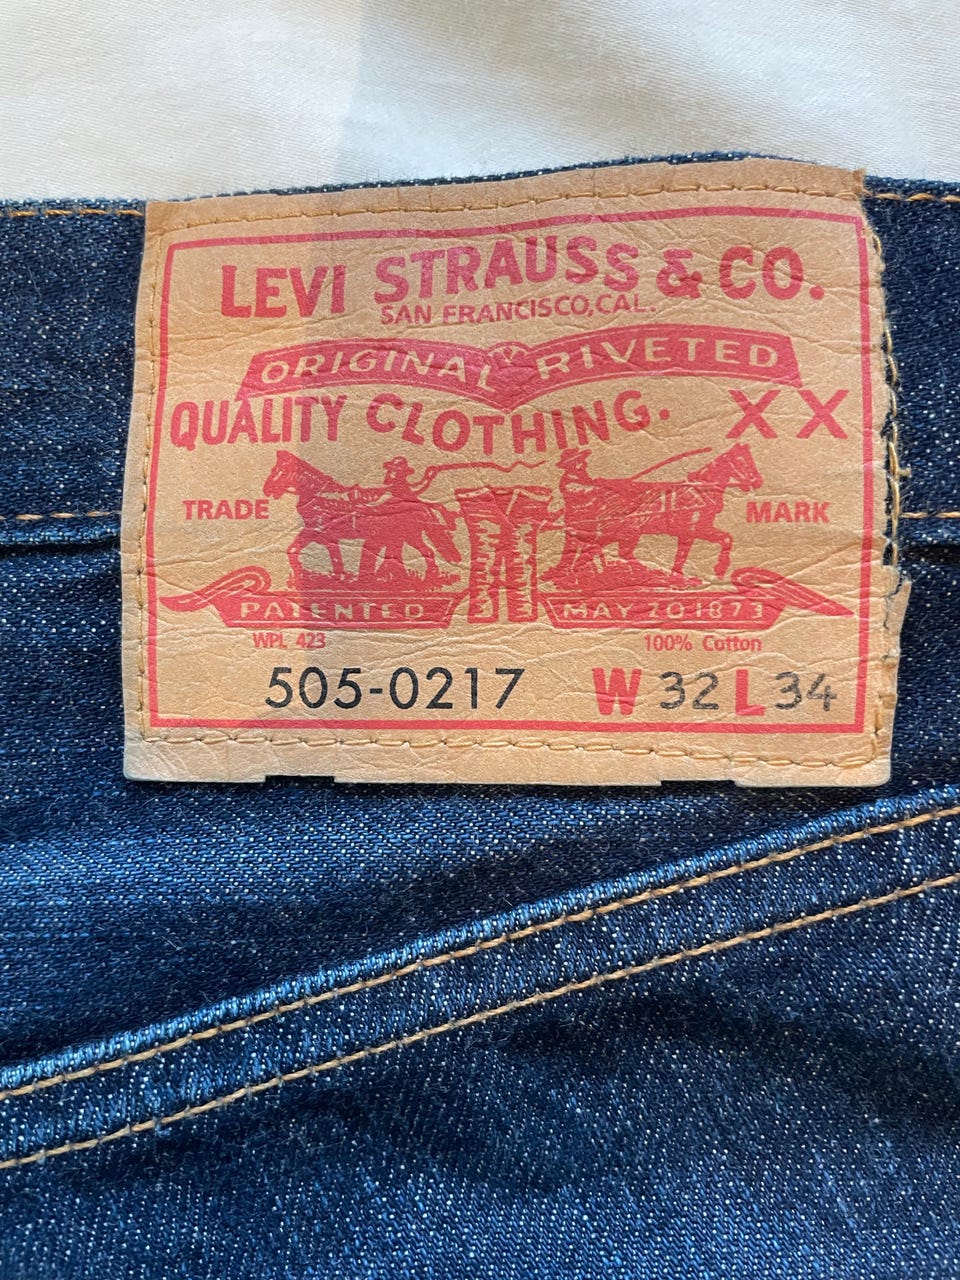 LEVI STRAUSS & CO.
SAN FRANCISCO, CAL.
ORIGINAL RIVETED
QUALITY CLOTHING. XX
TRADE MARK
PATENTED MAY 20 1873
WPL 423 100% Cotton
505-0217 W 32 L 34